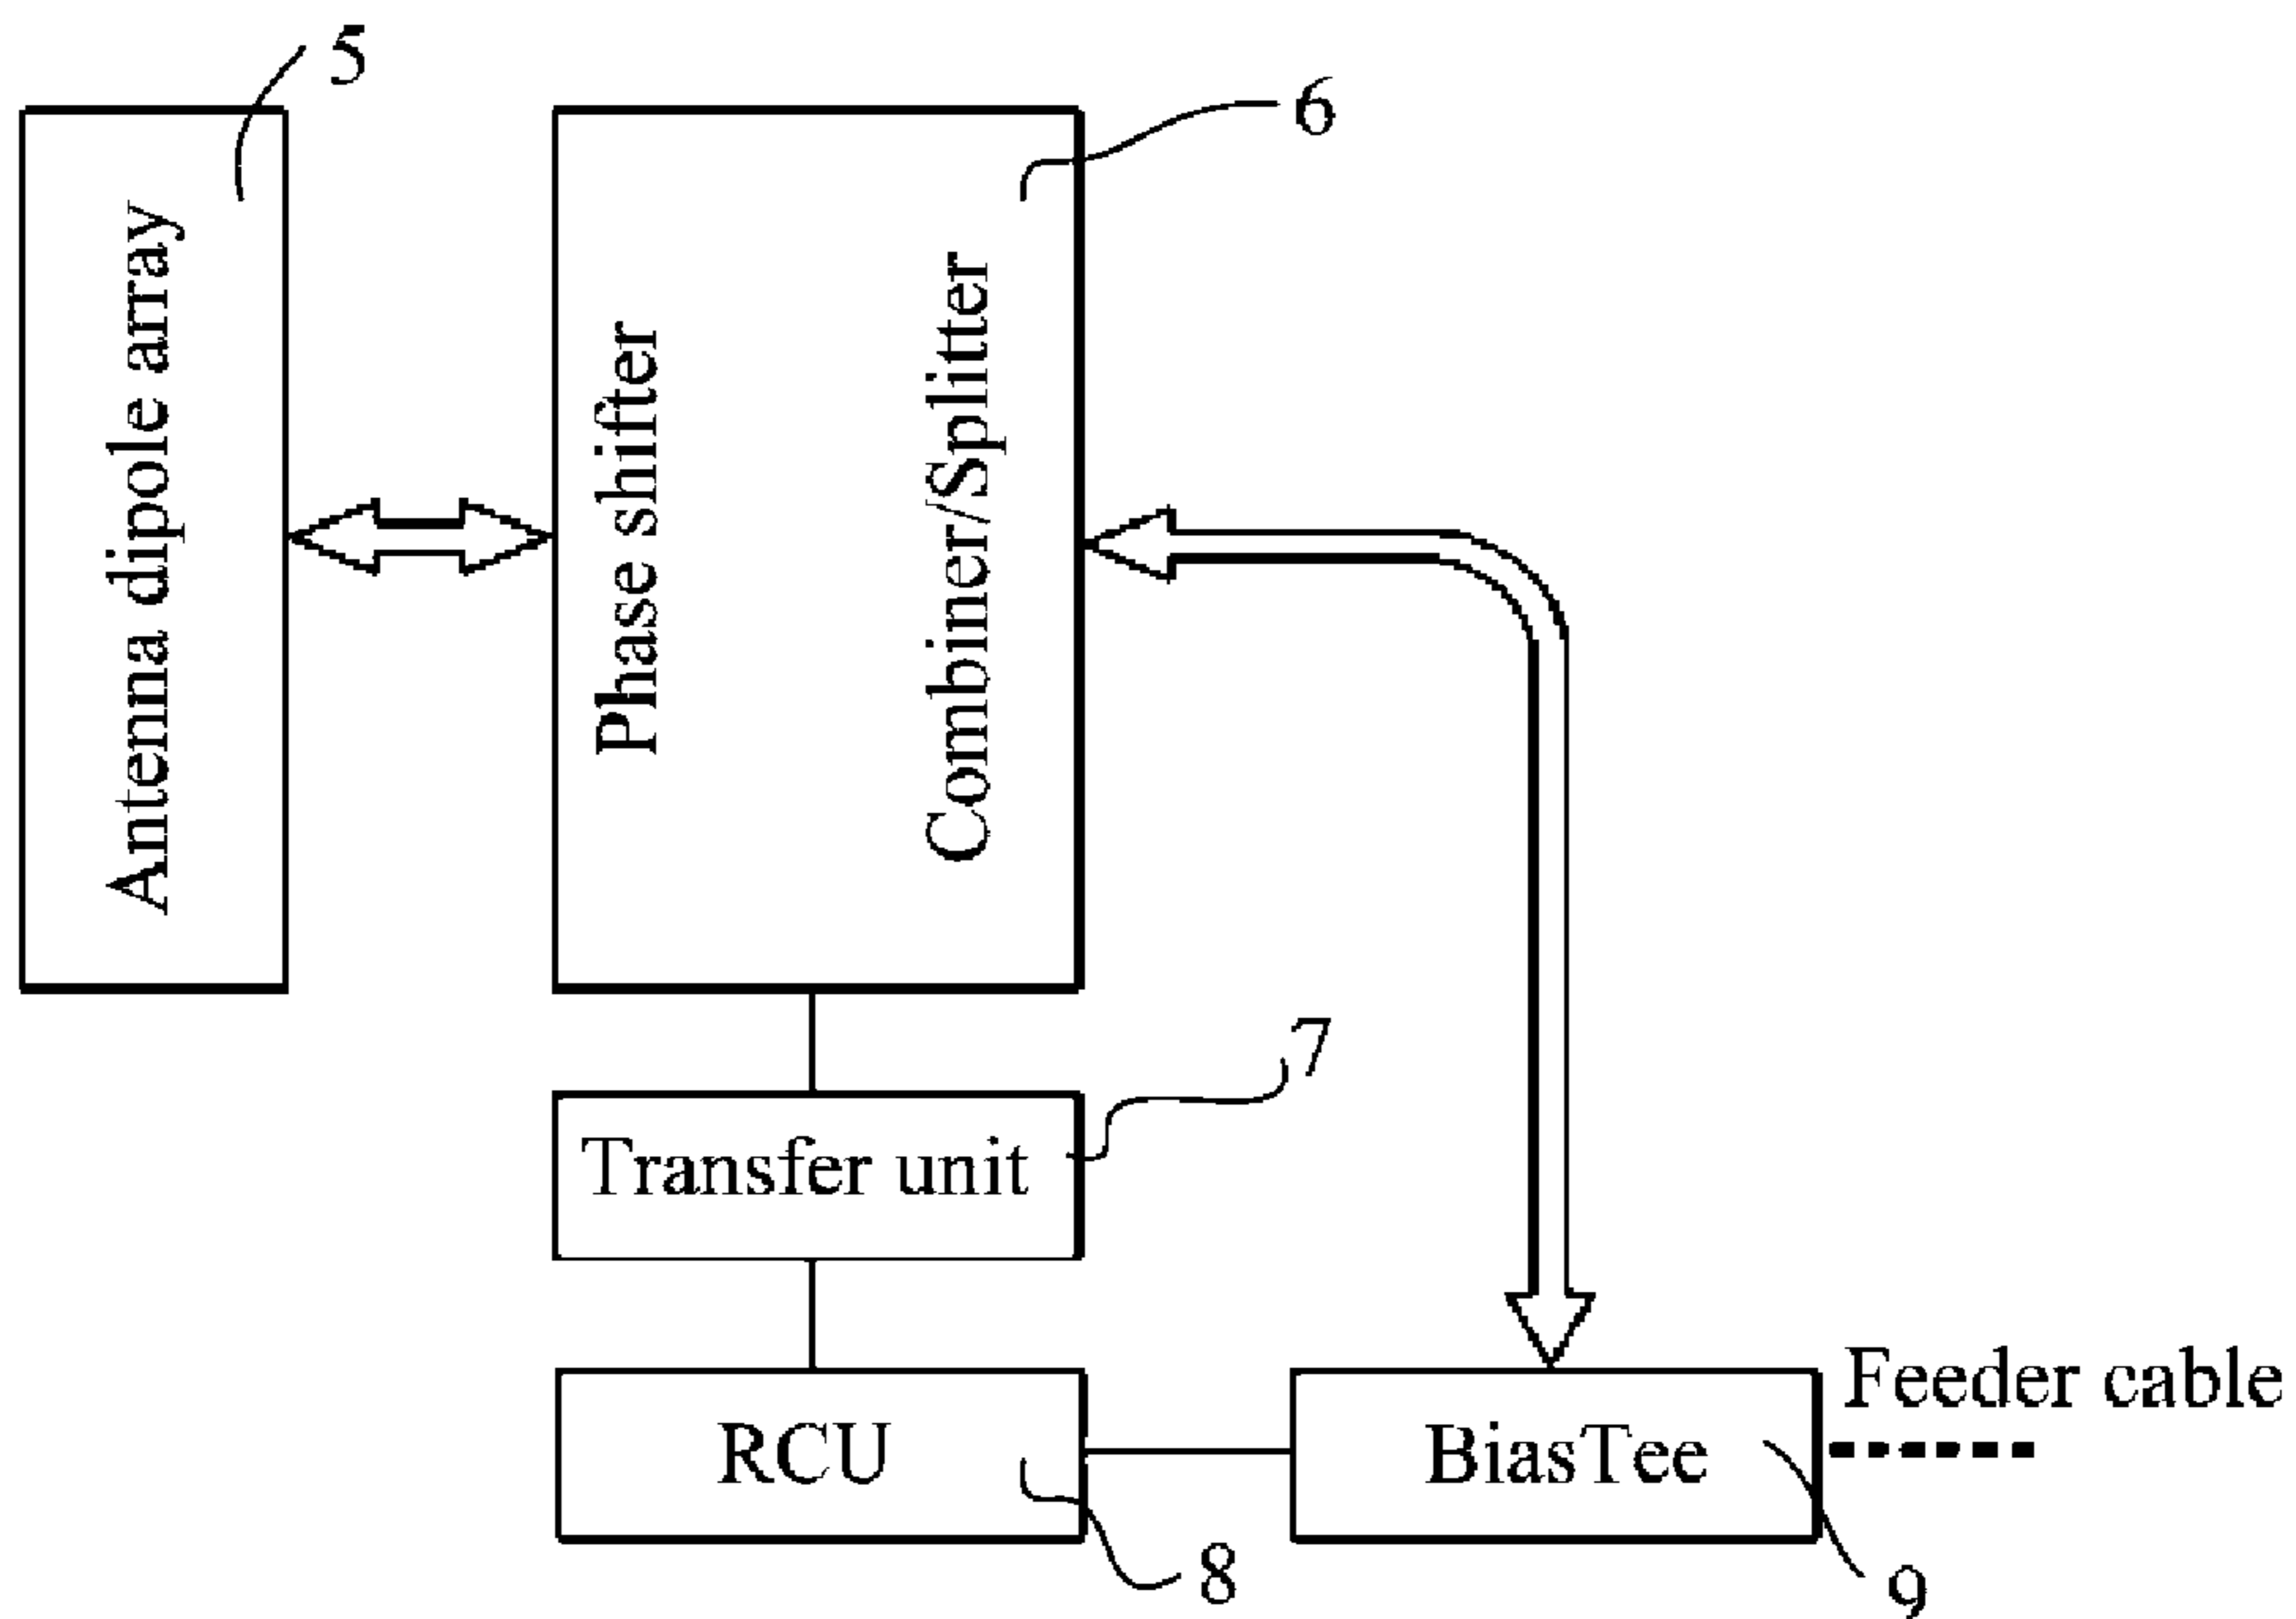 5
6
Antenna dipole array
Phase shifter
Combiner/Splitter
7
Transfer unit
Feeder cable
RCU
BiasTee
8
9